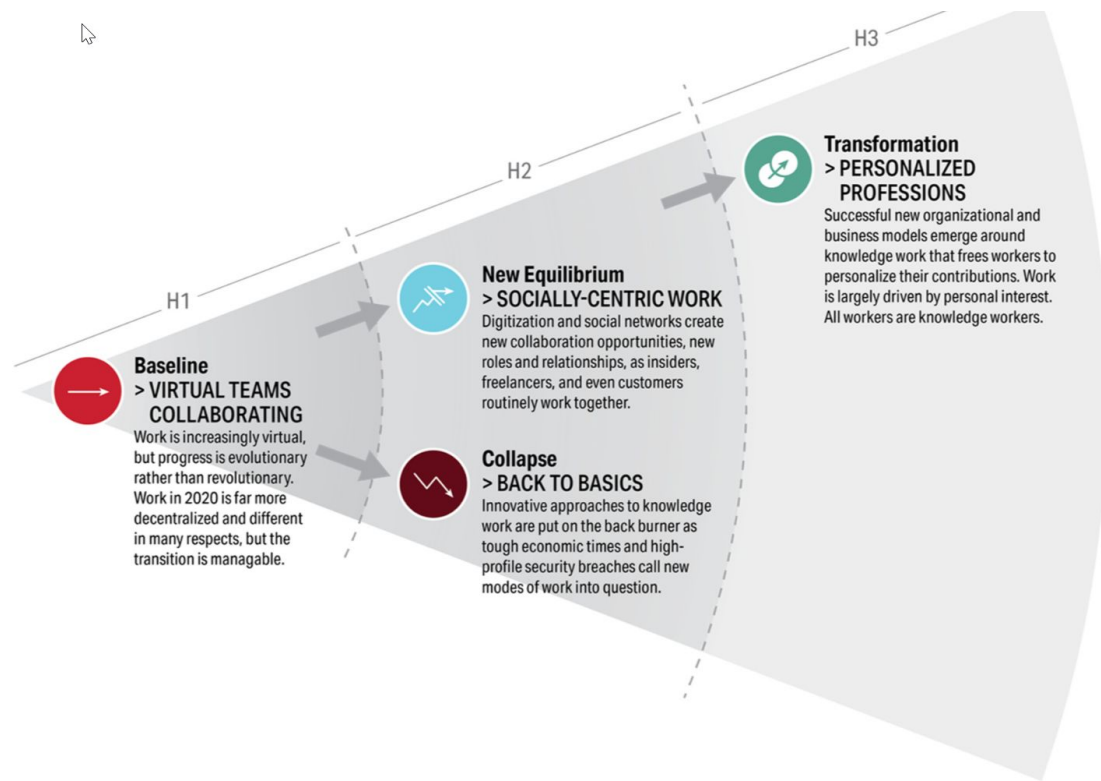 H1
Baseline
> VIRTUAL TEAMS
COLLABORATING
Work is increasingly virtual,
but progress is evolutionary
rather than revolutionary.
Work in 2020 is far more
decentralized and different
in many respects, but the
transition is managable.
H2
New Equilibrium
> SOCIALLY-CENTRIC WORK
Digitization and social networks create
new collaboration opportunities, new
roles and relationships, as insiders,
freelancers, and even customers
routinely work together.
Collapse
> BACK TO BASICS
Innovative approaches to knowledge
work are put on the back burner as
tough economic times and high-
profile security breaches call new
modes of work into question.
H3
Transformation
> PERSONALIZED
PROFESSIONS
Successful new organizational and
business models emerge around
knowledge work that frees workers to
personalize their contributions. Work
is largely driven by personal interest.
All workers are knowledge workers.